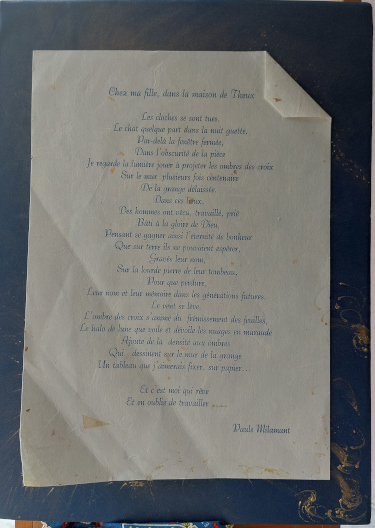 Chez ma fille, dans la maison de Theux
Les cloches se sont tues,
Le chat quelque part dans la nuit guette,
Par-delà la fenêtre fermée,
Dans l'obscurité de la pièce
Je regarde la lumière jouer à projeter les ombres des croix
Sur le mur plusieurs fois centenaire
De la grange délaissée.
Dans ces lieux,
Des hommes ont vécu, travaillé, prié
Bâti à la gloire de Dieu,
Pensant se gagner ainsi l'éternité de bonheur
Que sur terre ils ne pouvaient espérer,
Gravés leur nom,
Sur la lourde pierre de leur tombeau,
Pour que perdure,
Leur nom et leur mémoire dans les générations futures.
Le vent se lève.
L'ombre des croix s'anime du frémissement des feuilles,
Le halo de lune que voile et dévoile les nuages en maraude
Ajoute de la densité aux ombres
Qui dessinent sur le mur de la grange
Un tableau que j'aimerais fixer, sur papier ...
Et c'est moi qui rêve
Et en oublie de travailler ......
Paule Milamant